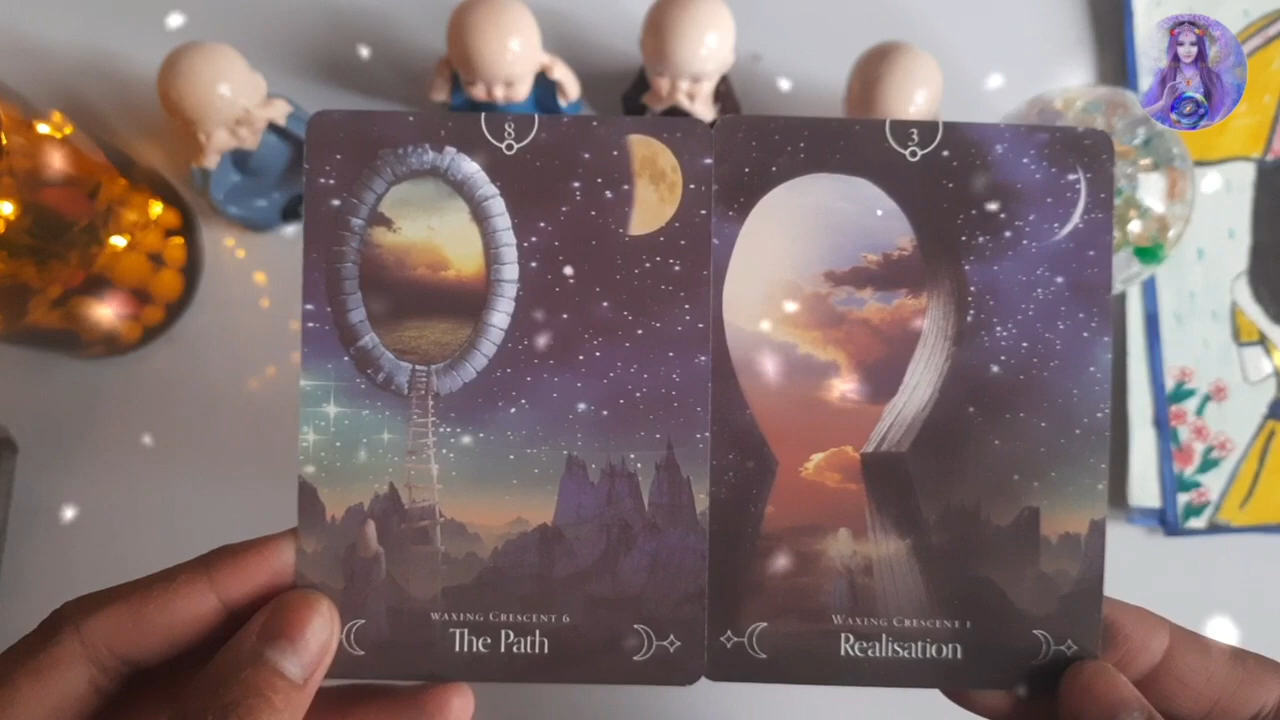 8
WAXING CRESCENT 6
The Path
3
WAXING CRESCENT 1
Realisation